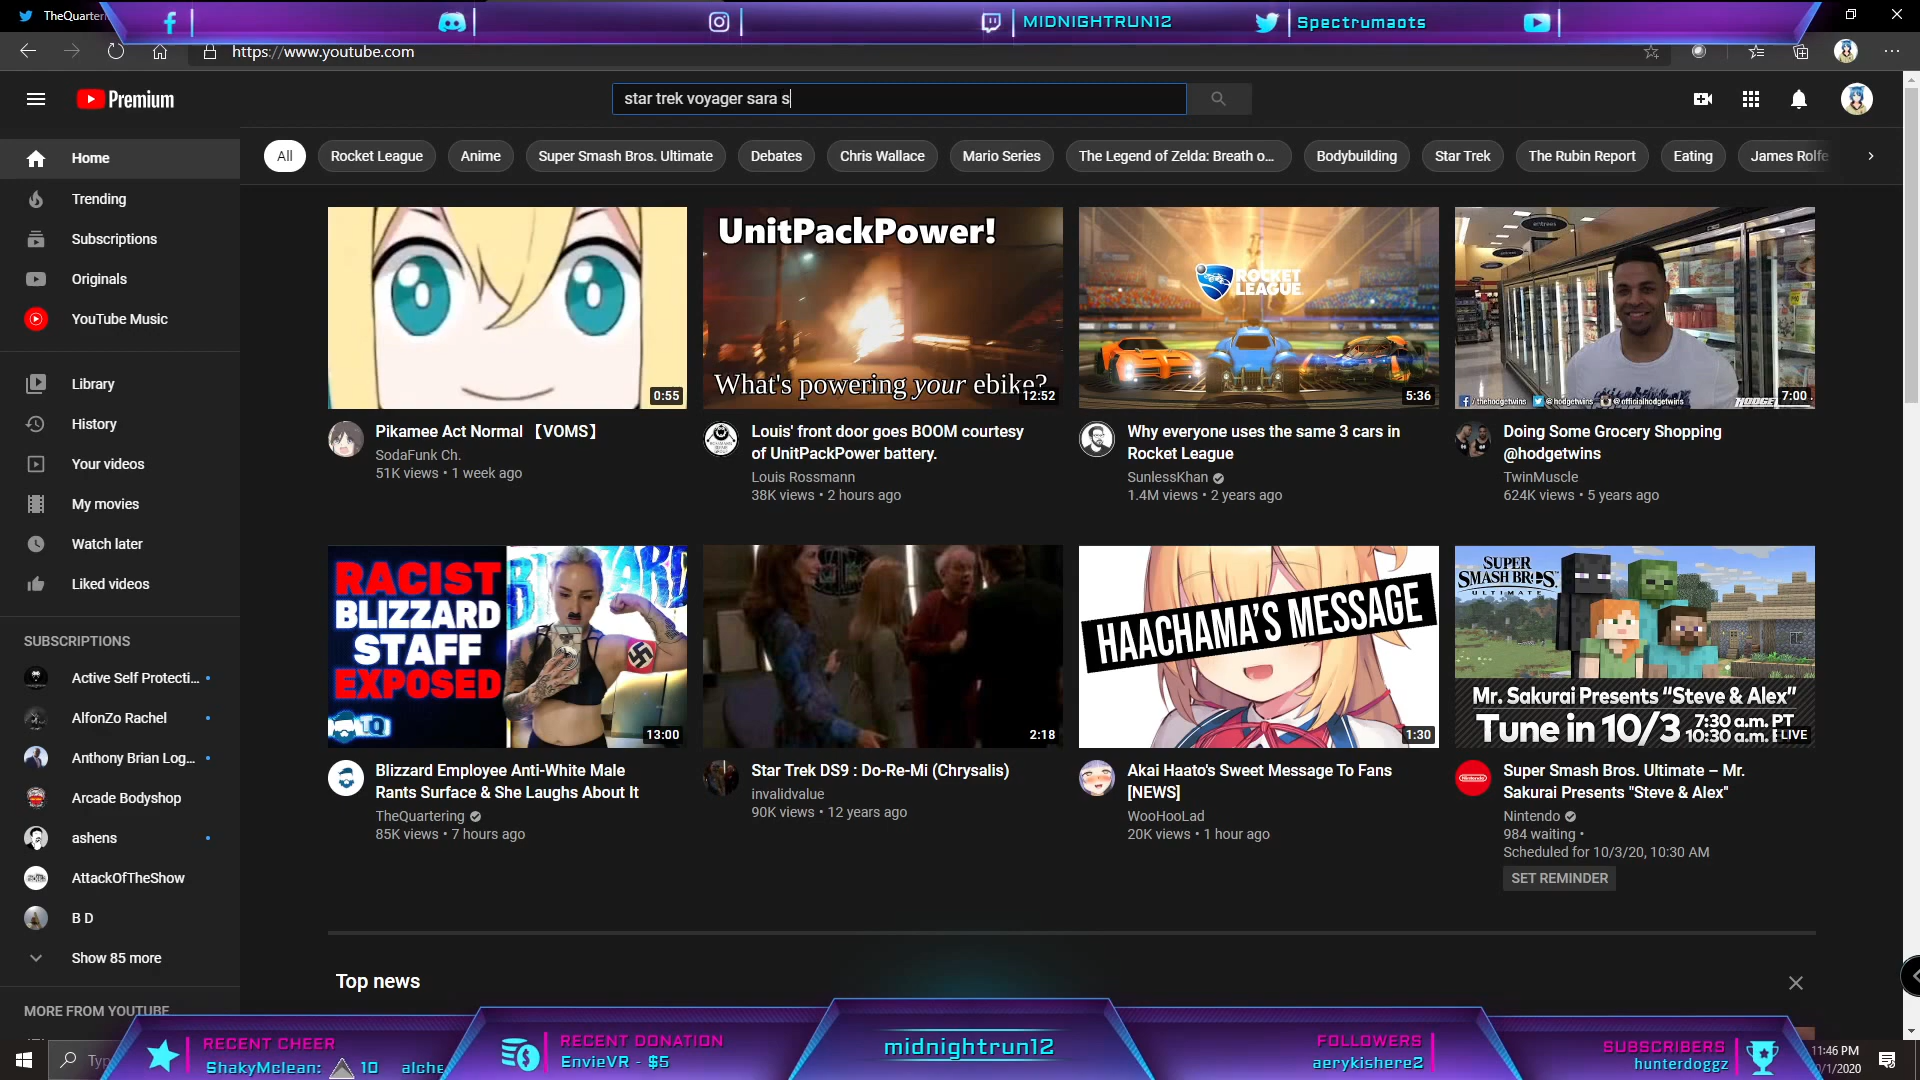 TheQuarteri
MIDNIGHTRUN12
Spectrumaots
https://www.youtube.com
Premium
star trek voyager sara s
All
Rocket League
Anime
Super Smash Bros. Ultimate
Debates
Chris Wallace
Mario Series
The Legend of Zelda: Breath o...
Bodybuilding
Star Trek
The Rubin Report
Eating
James Rolfe
Home
Trending
Subscriptions
Originals
YouTube Music
Library
History
Your videos
My movies
Watch later
Liked videos
SUBSCRIPTIONS
Active Self Protecti...
AlfonZo Rachel
Anthony Brian Log...
Arcade Bodyshop
ashens
AttackOfTheShow
B D
Show 85 more
MORE FROM YOUTUBE
0:55
Pikamee Act Normal 【VOMS】
SodaFunk Ch.
51K views • 1 week ago
UnitPackPower!
What's powering your ebike?
12:52
Louis' front door goes BOOM courtesy
of UnitPackPower battery.
Louis Rossmann
38K views • 2 hours ago
ROCKET
LEAGUE
5:36
Why everyone uses the same 3 cars in
Rocket League
SunlessKhan
1.4M views • 2 years ago
/thehodgetwins
@hodgetwins
@officialhodgetwins
HODGE
7:00
Doing Some Grocery Shopping
@hodgetwins
TwinMuscle
624K views • 5 years ago
RACIST
BLIZZARD
STAFF
EXPOSED
BLIZZARD
TQ
13:00
Blizzard Employee Anti-White Male
Rants Surface & She Laughs About It
TheQuartering
85K views • 7 hours ago
2:18
Star Trek DS9 : Do-Re-Mi (Chrysalis)
invalidvalue
90K views • 12 years ago
HAACHAMA'S MESSAGE
1:30
Akai Haato's Sweet Message To Fans
[NEWS]
WooHooLad
20K views • 1 hour ago
SUPER
SMASH BROS.
ULTIMATE
Mr. Sakurai Presents "Steve & Alex"
Tune in 10/3 7:30 a.m. PT
10:30 a.m. E
LIVE
Super Smash Bros. Ultimate – Mr.
Sakurai Presents "Steve & Alex"
Nintendo
984 waiting •
Scheduled for 10/3/20, 10:30 AM
SET REMINDER
Top news
RECENT CHEER
ShakyMclean: 10 alche
RECENT DONATION
EnvieVR - $5
midnightrun12
FOLLOWERS
aerykishere2
SUBSCRIBERS
hunterdoggz
Typ
11:46 PM
0/1/2020